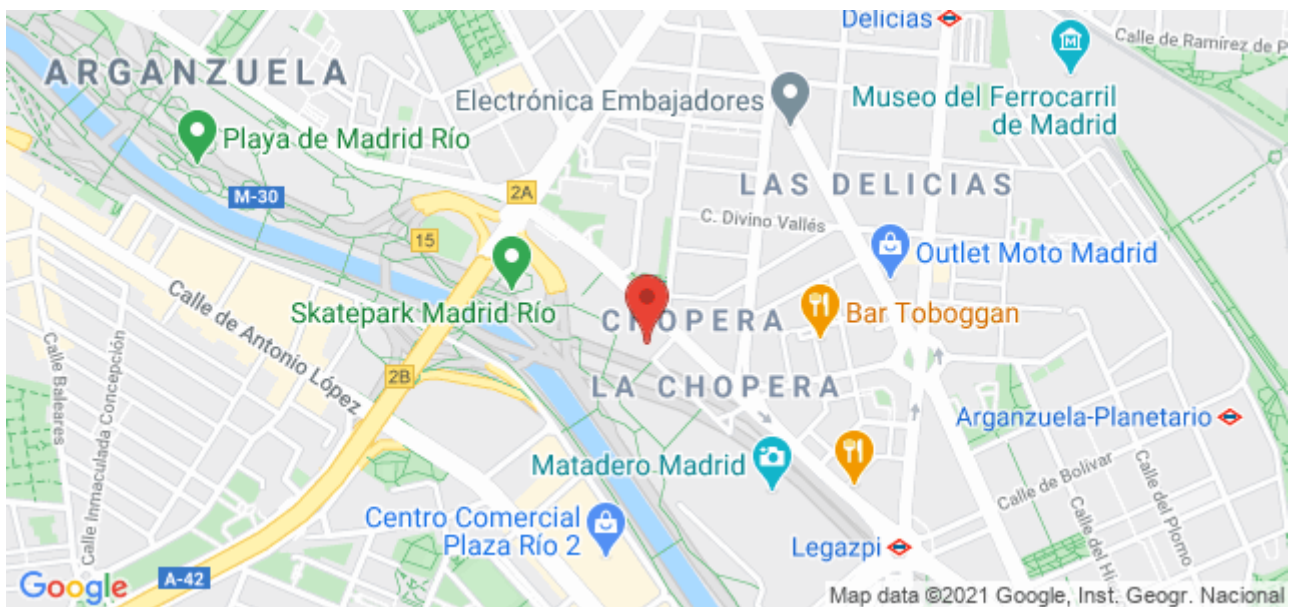 Delicias
Calle de Ramírez de P
ARGANZUELA
Electrónica Embajadores
Museo del Ferrocarril
de Madrid
Playa de Madrid Río
M-30
2A
LAS DELICIAS
C. Divino Vallés
15
Outlet Moto Madrid
Skatepark Madrid Río
CHOPERA
Bar Toboggan
Calle de Antonio López
Calle Baleares
Calle Inmaculada Concepción
2B
LA CHOPERA
Arganzuela-Planetario
Matadero Madrid
Calle de Bolívar
Calle del Plomo
Calle del Hi
Centro Comercial
Plaza Río 2
Legazpi
A-42
Google
Map data ©2021 Google, Inst. Geogr. Nacional